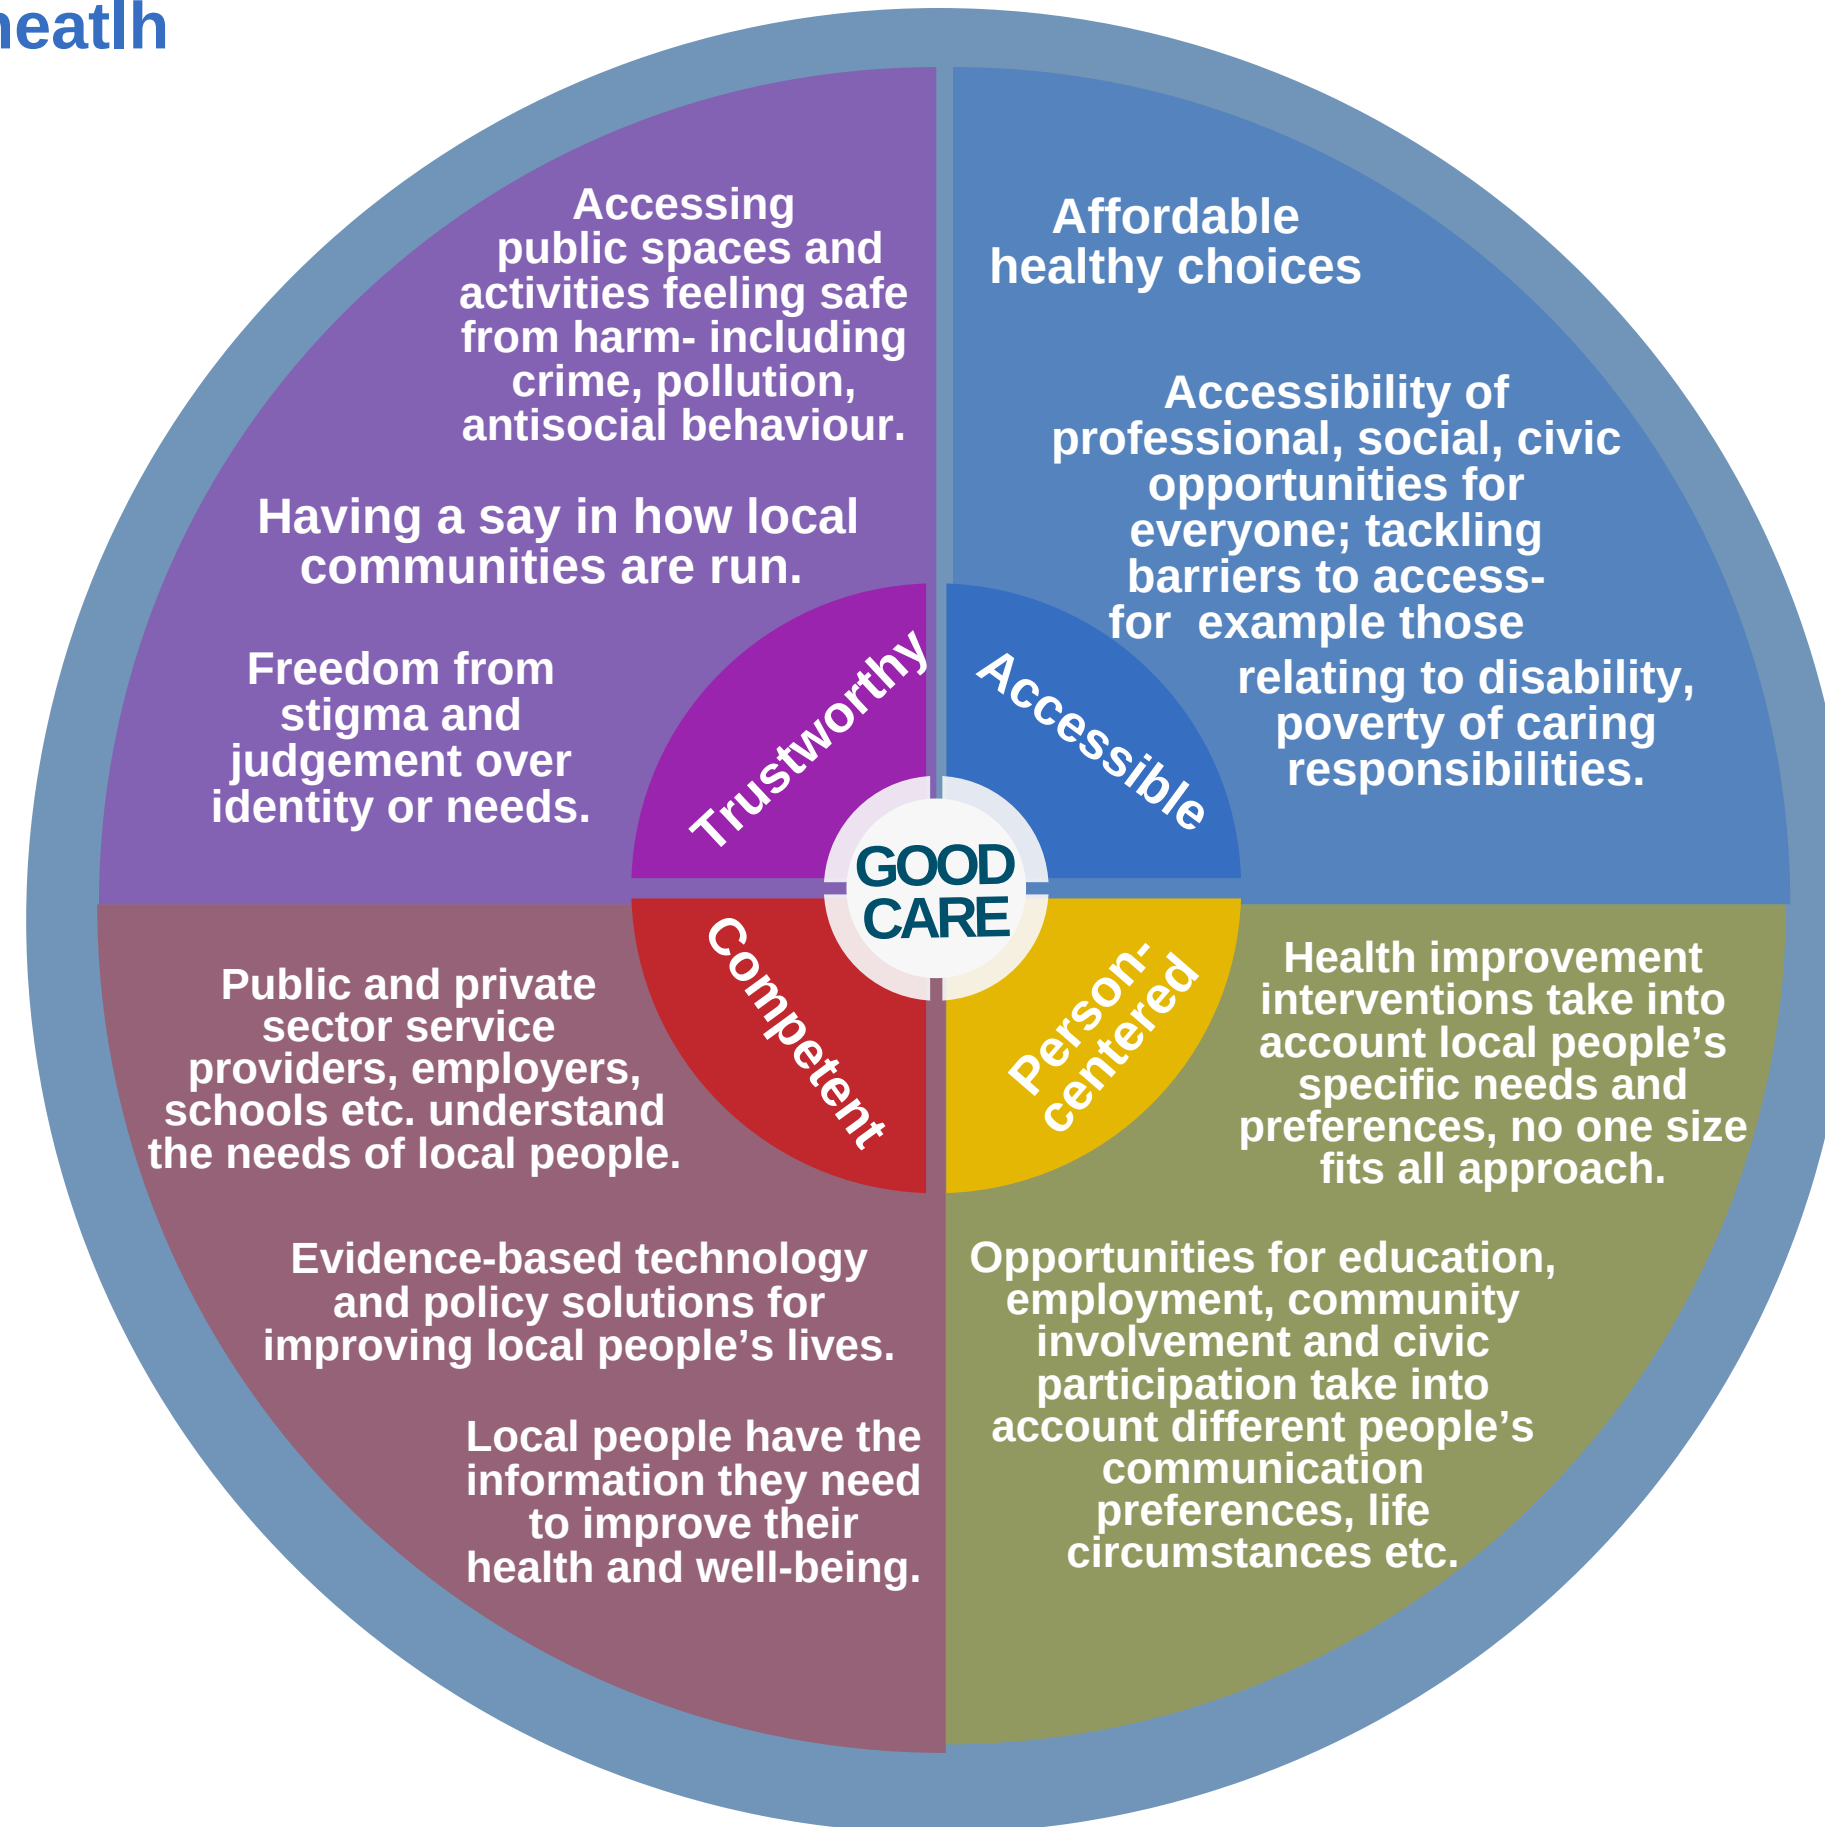 heatlh
Accessing
public spaces and
activities feeling safe
from harm- including
crime, pollution,
antisocial behaviour.
Having a say in how local
communities are run.
Freedom from
stigma and
judgement over
identity or needs.
Affordable
healthy choices
Accessibility of
professional, social, civic
opportunities for
everyone; tackling
barriers to access-
for  example those
relating to disability,
poverty of caring
responsibilities.
Trustworthy
Accessible
GOOD
CARE
Competent
Person-
centered
Public and private
sector service
providers, employers,
schools etc. understand
the needs of local people.
Evidence-based technology
and policy solutions for
improving local people’s lives.
Local people have the
information they need
to improve their
health and well-being.
Health improvement
interventions take into
account local people’s
specific needs and
preferences, no one size
fits all approach.
Opportunities for education,
employment, community
involvement and civic
participation take into
account different people’s
communication
preferences, life
circumstances etc.